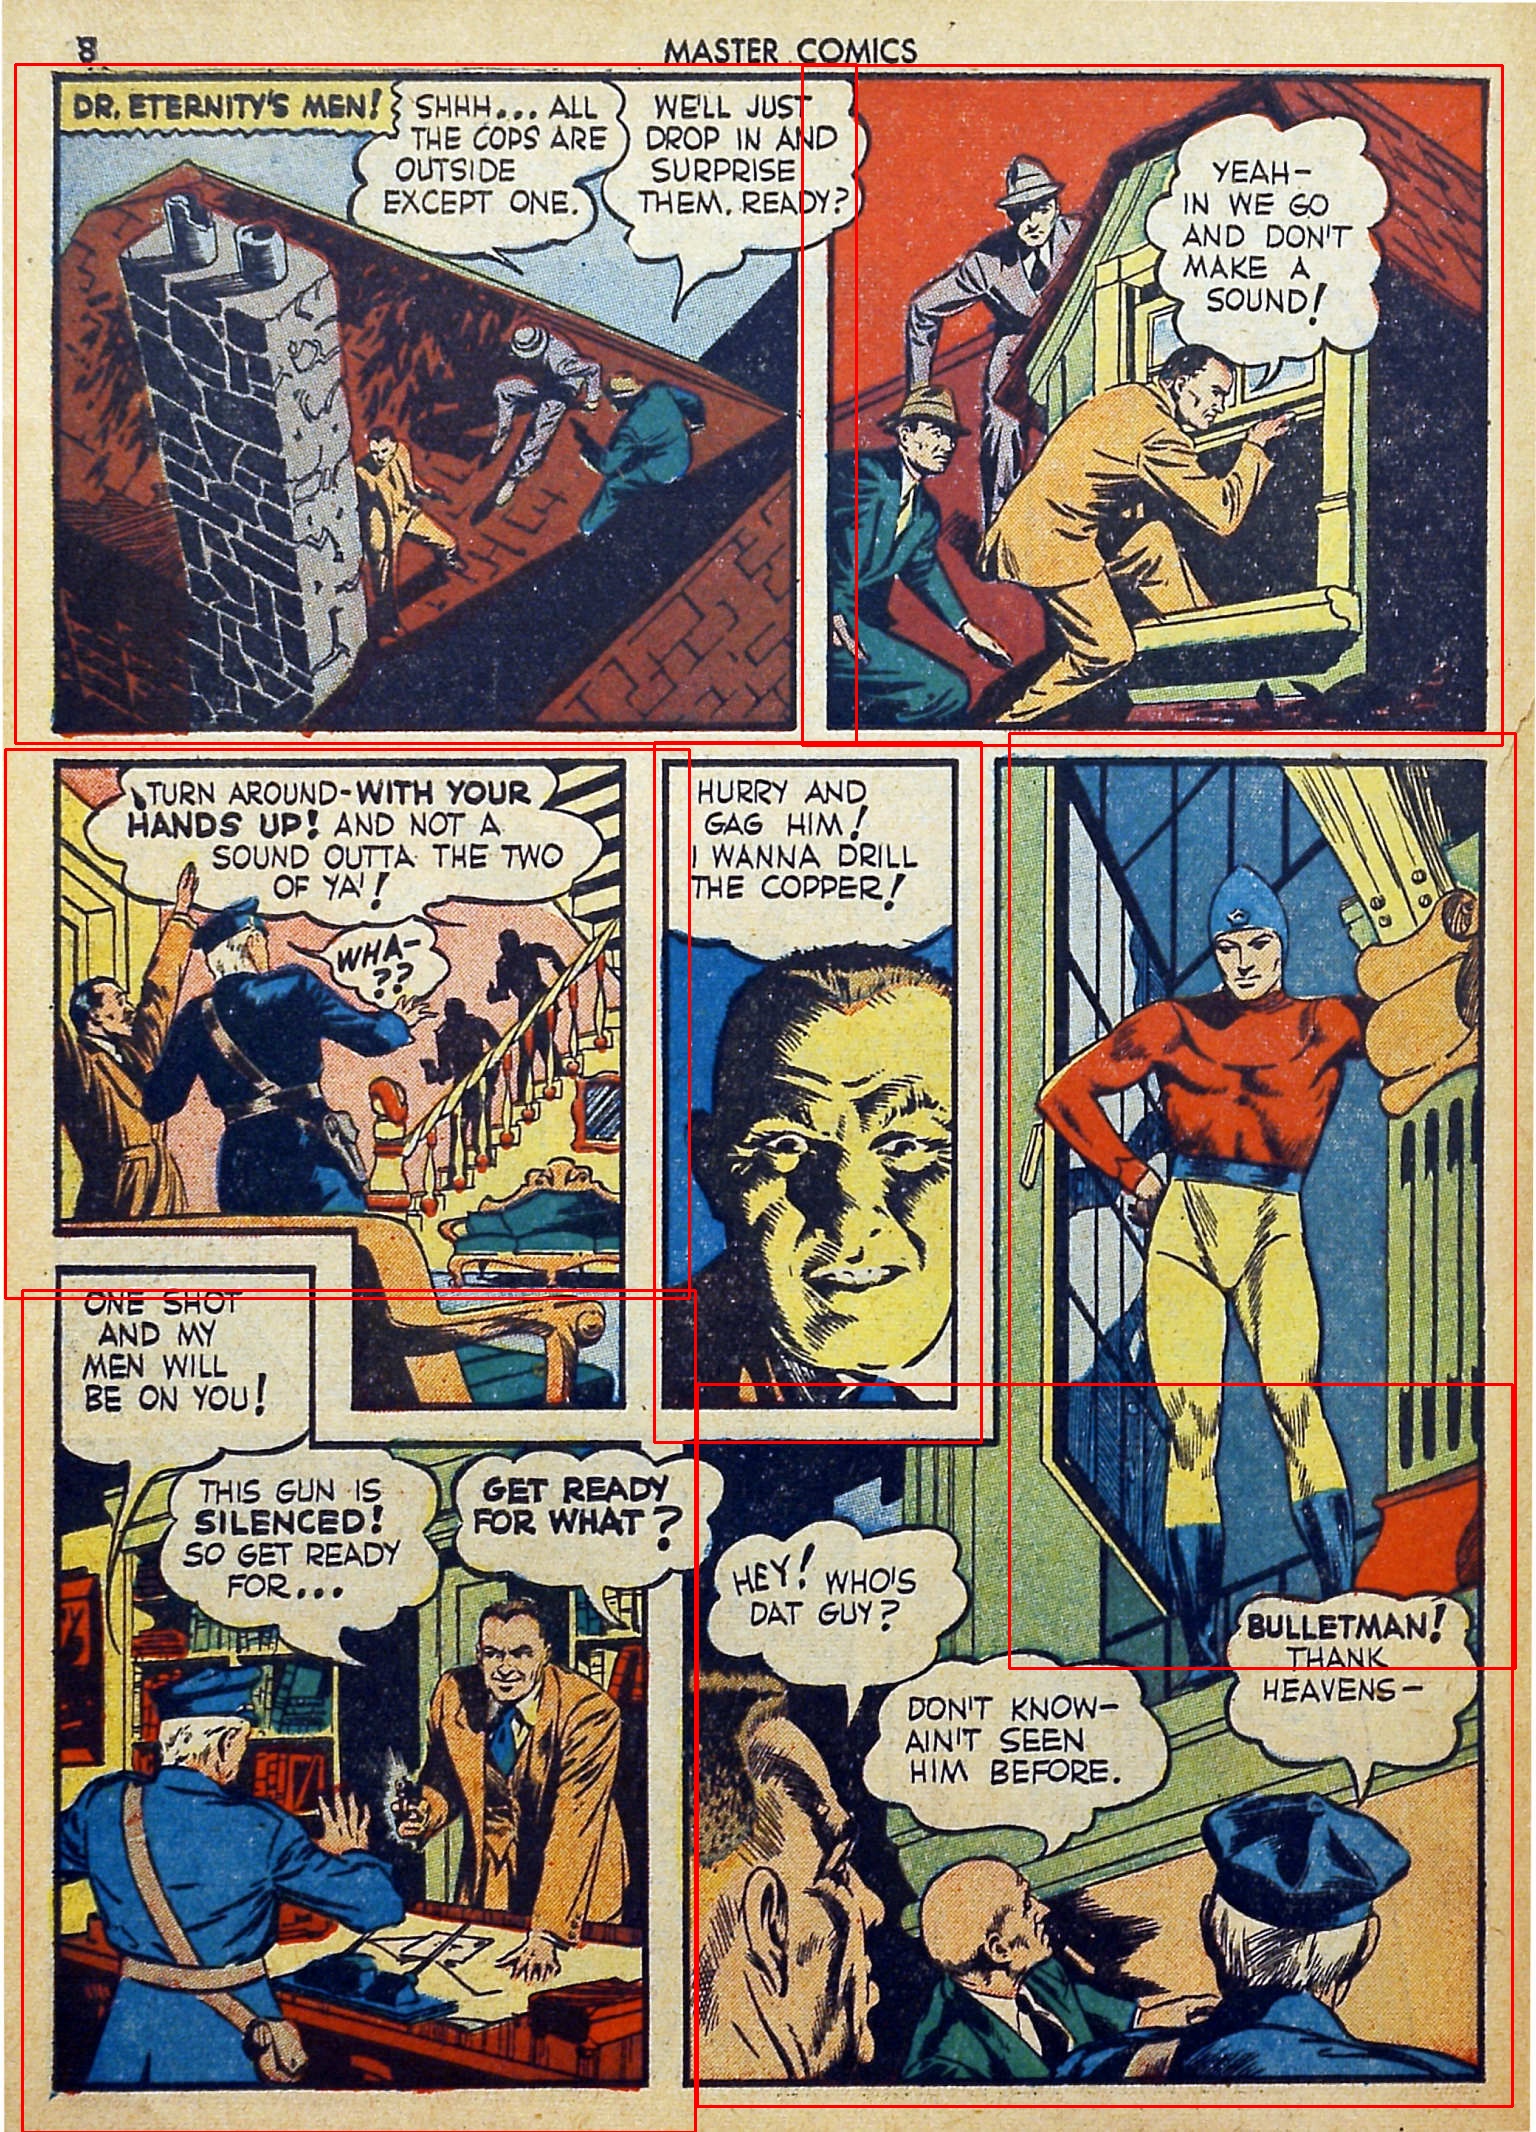 8
MASTER COMICS
DR. ETERNITY'S MEN!
SHHH... ALL
THE COPS ARE
OUTSIDE
EXCEPT ONE.
WE'LL JUST
DROP IN AND
SURPRISE
THEM. READY?
YEAH-
IN WE GO
AND DON'T
MAKE A
SOUND!
TURN AROUND-WITH YOUR
HANDS UP! AND NOT A
SOUND OUTTA THE TWO
OF YA'!
WHA-
??
HURRY AND
GAG HIM!
I WANNA DRILL
THE COPPER!
ONE SHOT
AND MY
MEN WILL
BE ON YOU!
THIS GUN IS
SILENCED!
SO GET READY
FOR...
GET READY
FOR WHAT?
HEY! WHO'S
DAT GUY?
DON'T KNOW-
AIN'T SEEN
HIM BEFORE.
BULLETMAN!
THANK
HEAVENS-